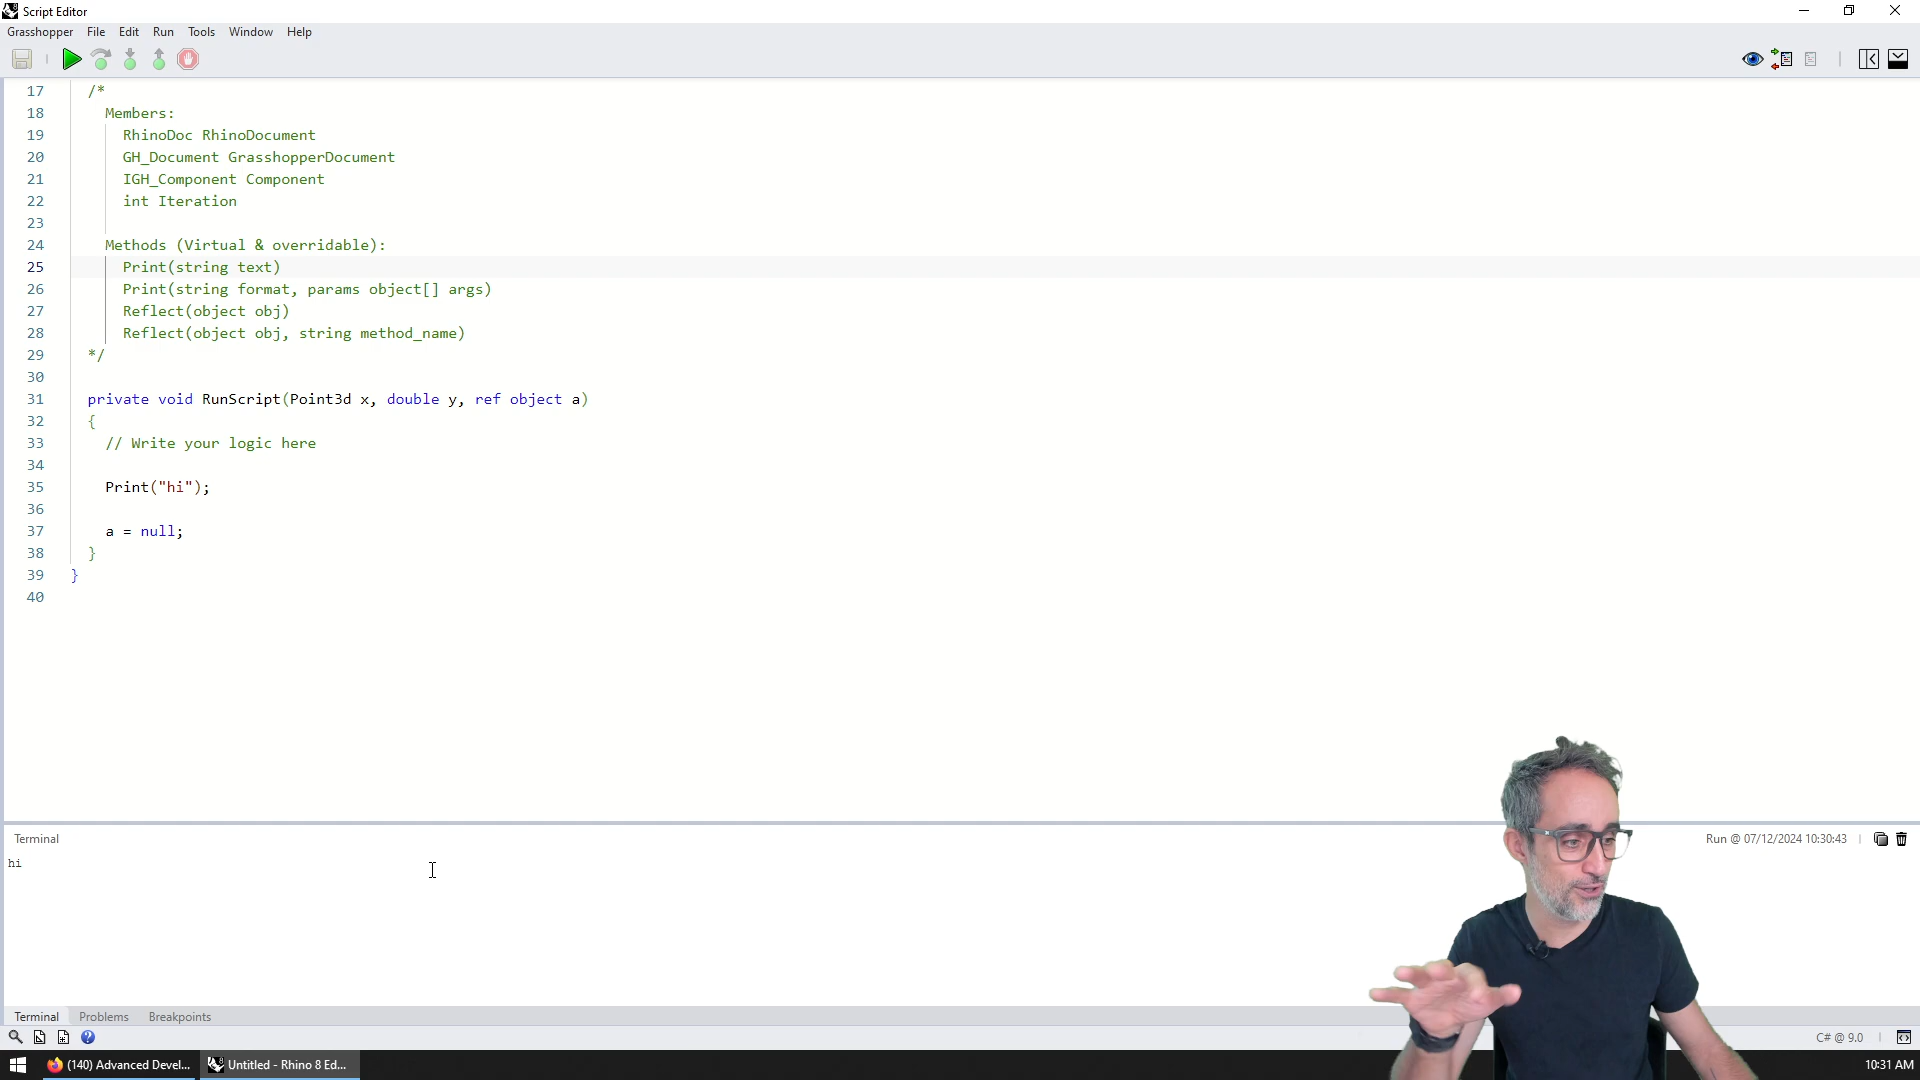 Script Editor
Grasshopper File Edit Run Tools Window Help
17 /*
18 Members:
19 RhinoDoc RhinoDocument
20 GH_Document GrasshopperDocument
21 IGH_Component Component
22 int Iteration
23
24 Methods (Virtual & overridable):
25 Print(string text)
26 Print(string format, params object[] args)
27 Reflect(object obj)
28 Reflect(object obj, string method_name)
29 */
30
31 private void RunScript(Point3d x, double y, ref object a)
32 {
33 // Write your logic here
34
35 Print("hi");
36
37 a = null;
38 }
39 }
40
Terminal Run @ 07/12/2024 10:30:43
hi
Terminal Problems Breakpoints
C# @ 9.0
(140) Advanced Devel... Untitled - Rhino 8 Ed... 10:31 AM